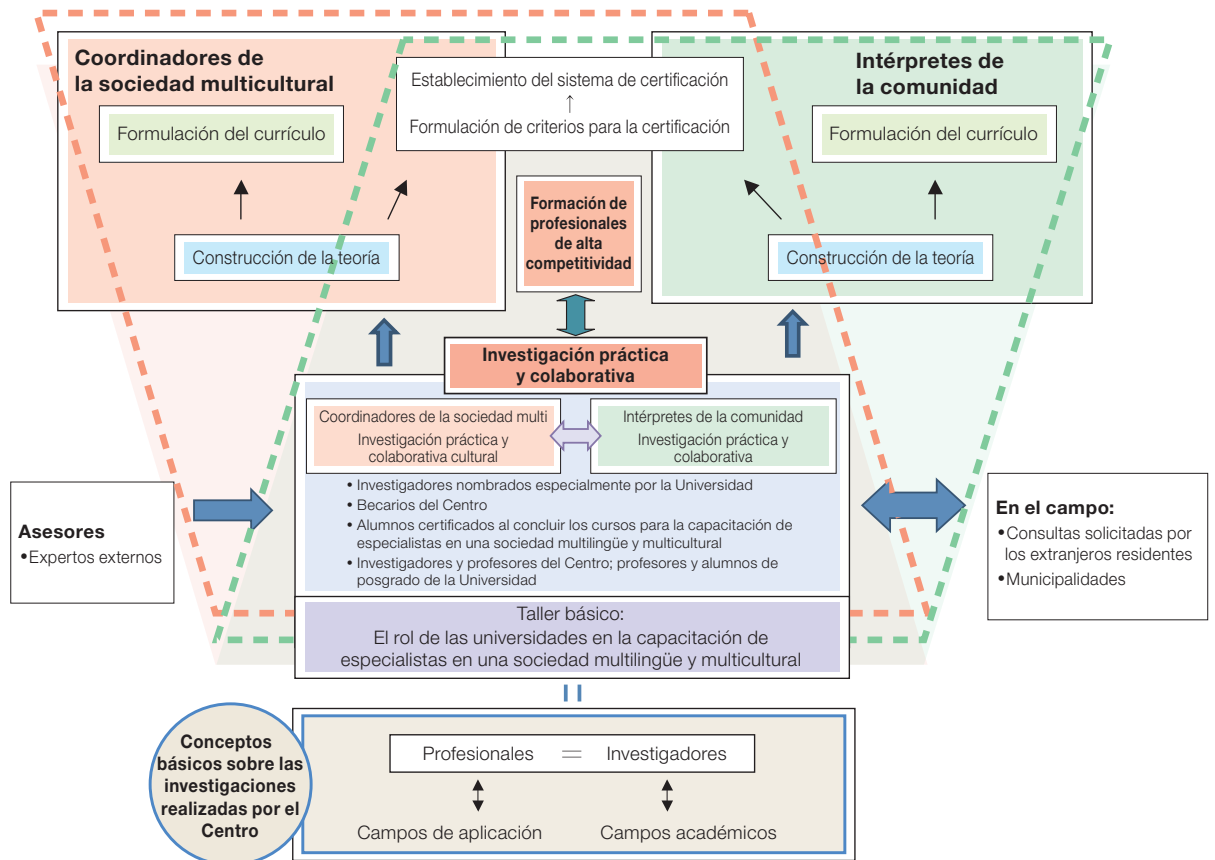 Coordinadores de
la sociedad multicultural
Formulación del currículo
Construcción de la teoría
Establecimiento del sistema de certificación
↑
Formulación de criterios para la certificación
Intérpretes de
la comunidad
Formulación del currículo
Construcción de la teoría
Formación de
profesionales
de alta
competitividad
Investigación práctica
y colaborativa
Coordinadores de la sociedad multi
Investigación práctica y
colaborativa cultural
Intérpretes de la comunidad
Investigación práctica y
colaborativa
• Investigadores nombrados especialmente por la Universidad
• Becarios del Centro
• Alumnos certificados al concluir los cursos para la capacitación de
especialistas en una sociedad multilingüe y multicultural
• Investigadores y profesores del Centro; profesores y alumnos de
posgrado de la Universidad
Asesores
•Expertos externos
En el campo:
•Consultas solicitadas por
los extranjeros residentes
•Municipalidades
Taller básico:
El rol de las universidades en la capacitación de
especialistas en una sociedad multilingüe y multicultural
Conceptos
básicos sobre las
investigaciones
realizadas por el
Centro
Profesionales = Investigadores
Campos de aplicación
Campos académicos